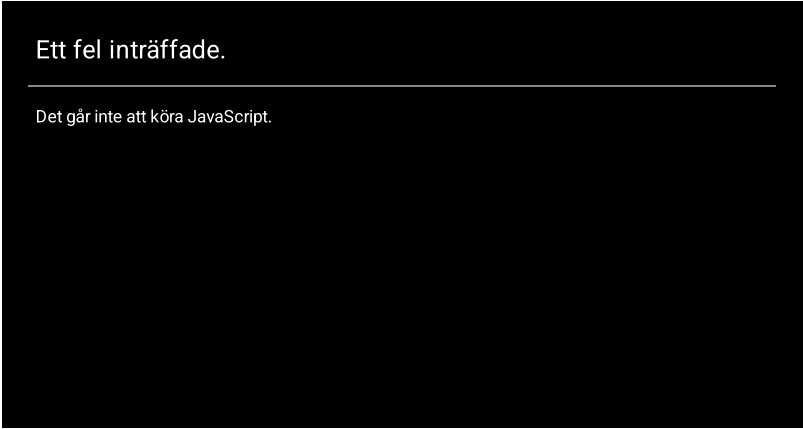 Ett fel inträffade.
Det går inte att köra JavaScript.